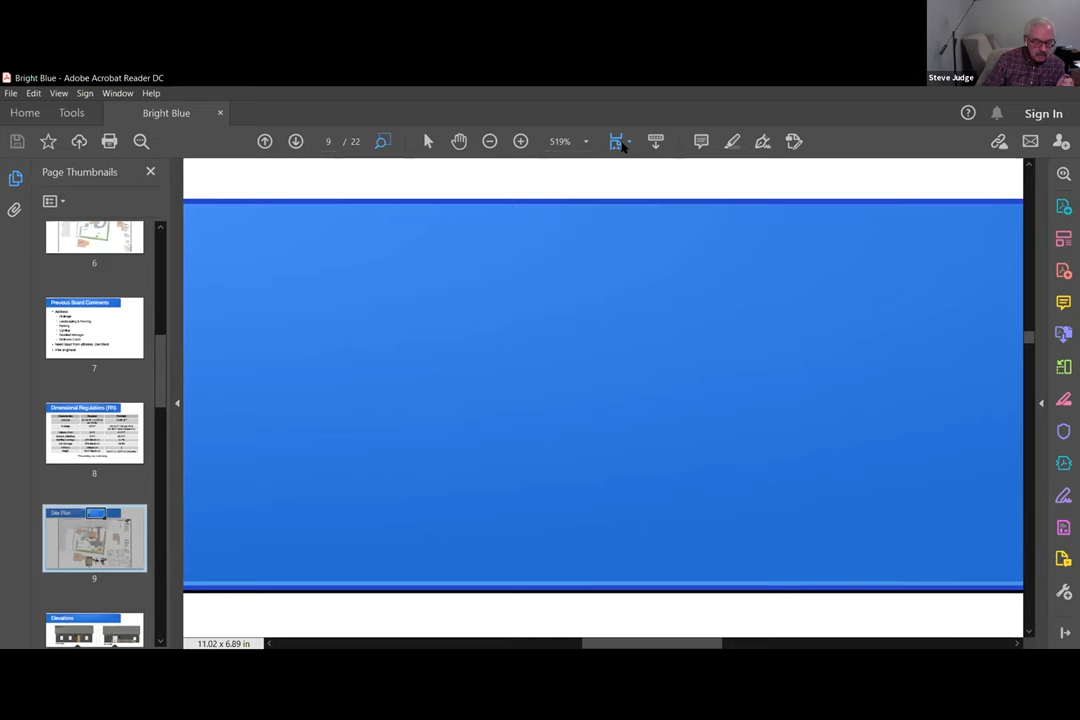 Steve Judge
Bright Blue - Adobe Acrobat Reader DC
File Edit View Sign Window Help
Home Tools Bright Blue × Sign In
9 / 22 519%
Page Thumbnails
6
Previous Board Comments
7
Dimensional Regulations (RN)
8
Site Plan
9
Elevations
11.02 x 6.89 in